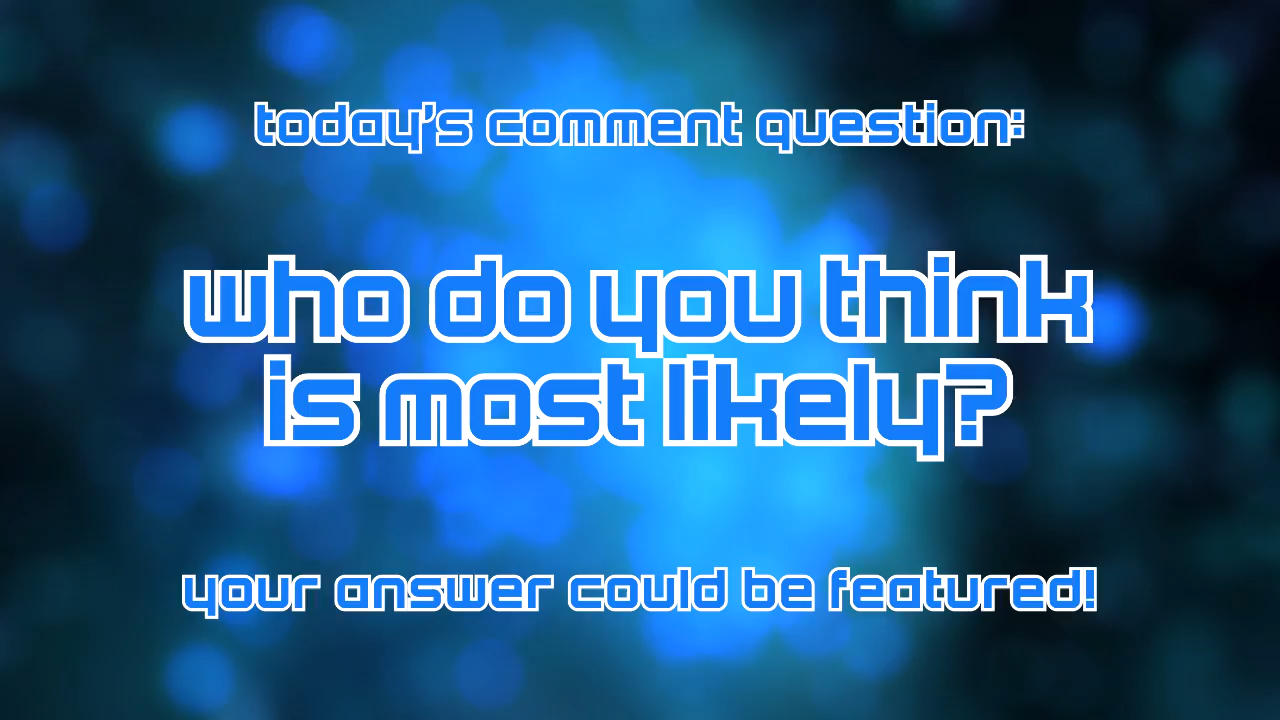 today's comment question:
who do you think
is most likely?
your answer could be featured!